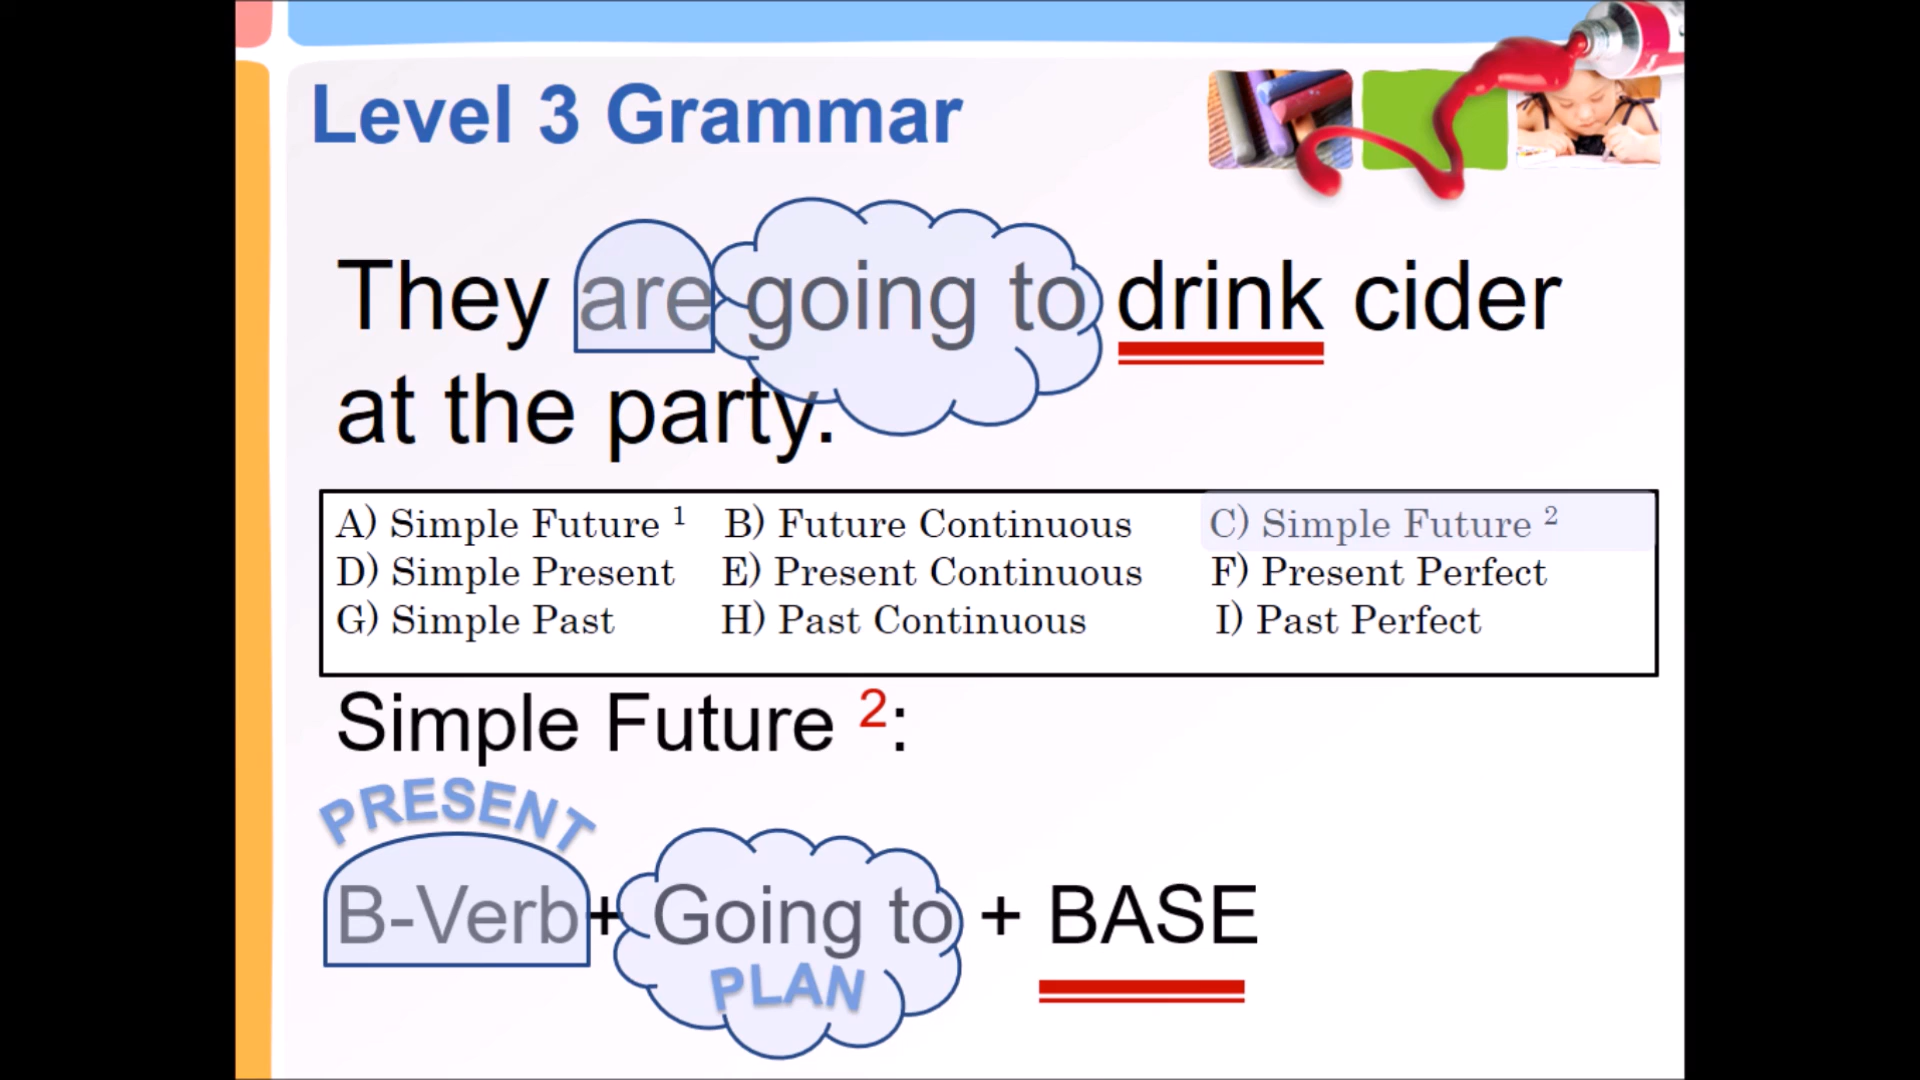 Level 3 Grammar
They are going to drink cider
at the party.
A) Simple Future ¹ B) Future Continuous C) Simple Future ²
D) Simple Present E) Present Continuous F) Present Perfect
G) Simple Past H) Past Continuous I) Past Perfect
Simple Future ²:
PRESENT
B-Verb + Going to + BASE
PLAN